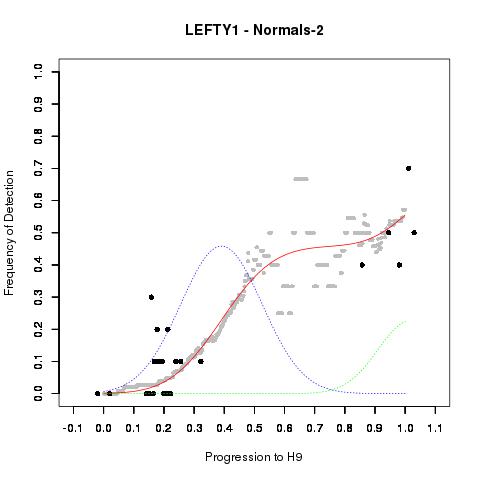 LEFTY1 - Normals-2
Frequency of Detection
1.0
0.9
0.8
0.7
0.6
0.5
0.4
0.3
0.2
0.1
0.0
-0.1 0.0 0.1 0.2 0.3 0.4 0.5 0.6 0.7 0.8 0.9 1.0 1.1
Progression to H9